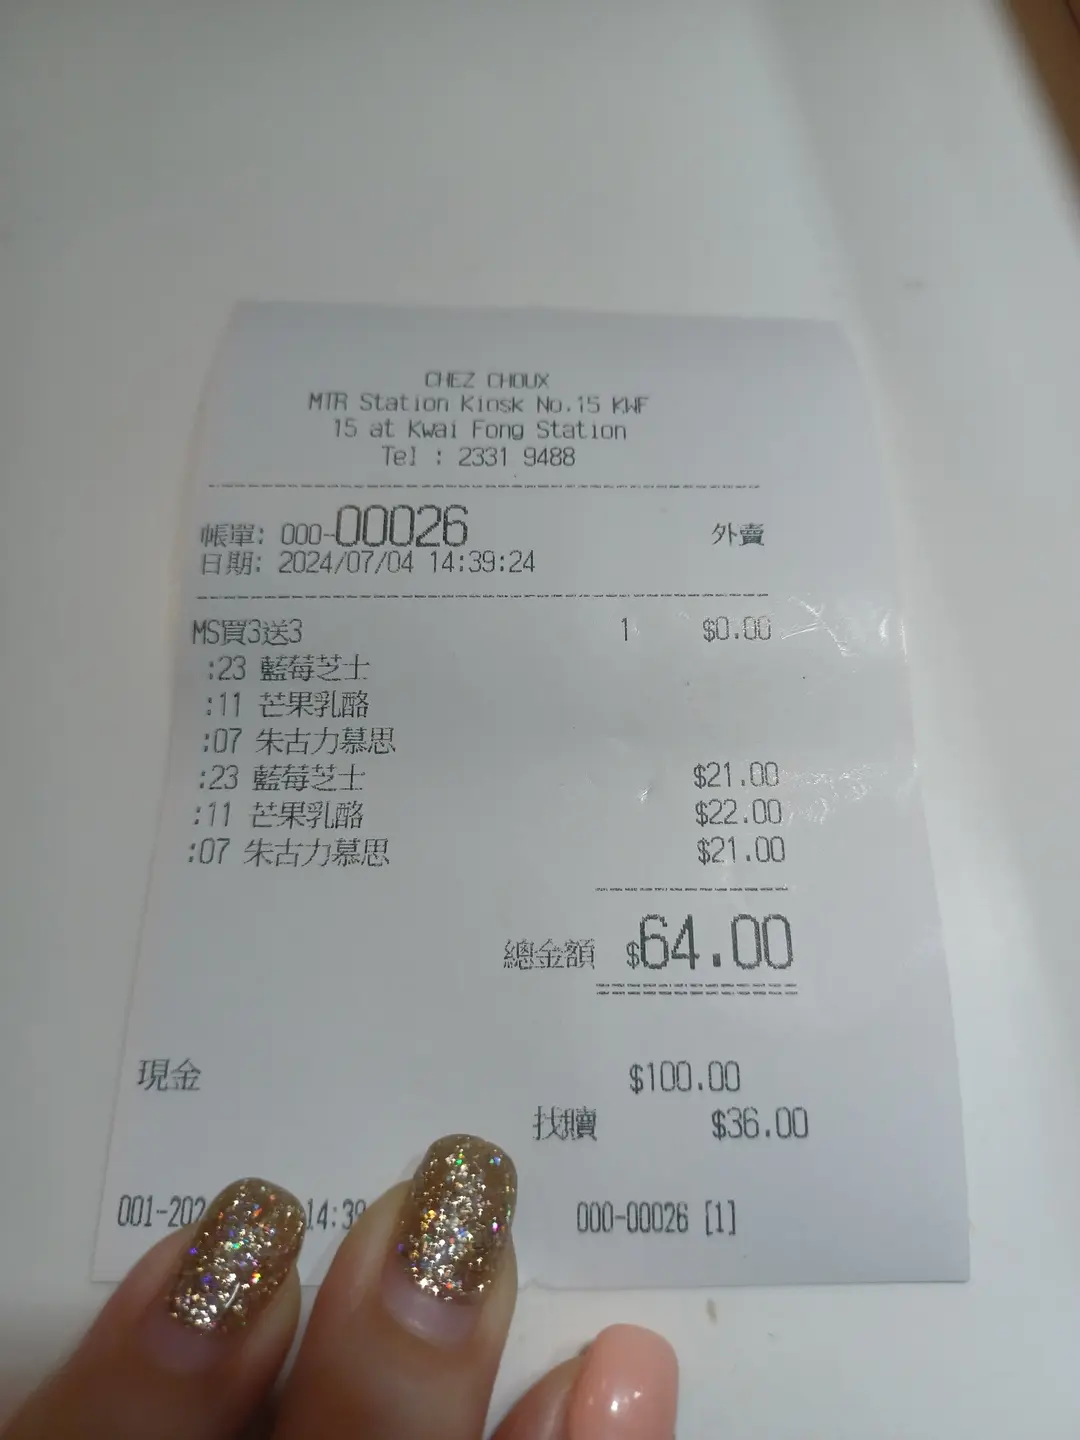 CHEZ CHOUX
MTR Station Kiosk No.15 KWF
15 at Kwai Fong Station
Tel : 2331 9488
帳單: 000-00026 外賣
日期: 2024/07/04 14:39:24
MS買3送3 1 $0.00
:23 藍莓芝士
:11 芒果乳酪
:07 朱古力慕思
:23 藍莓芝士 $21.00
:11 芒果乳酪 $22.00
:07 朱古力慕思 $21.00
總金額 $64.00
現金 $100.00
找贖 $36.00
001-202 14:39 000-00026 [1]